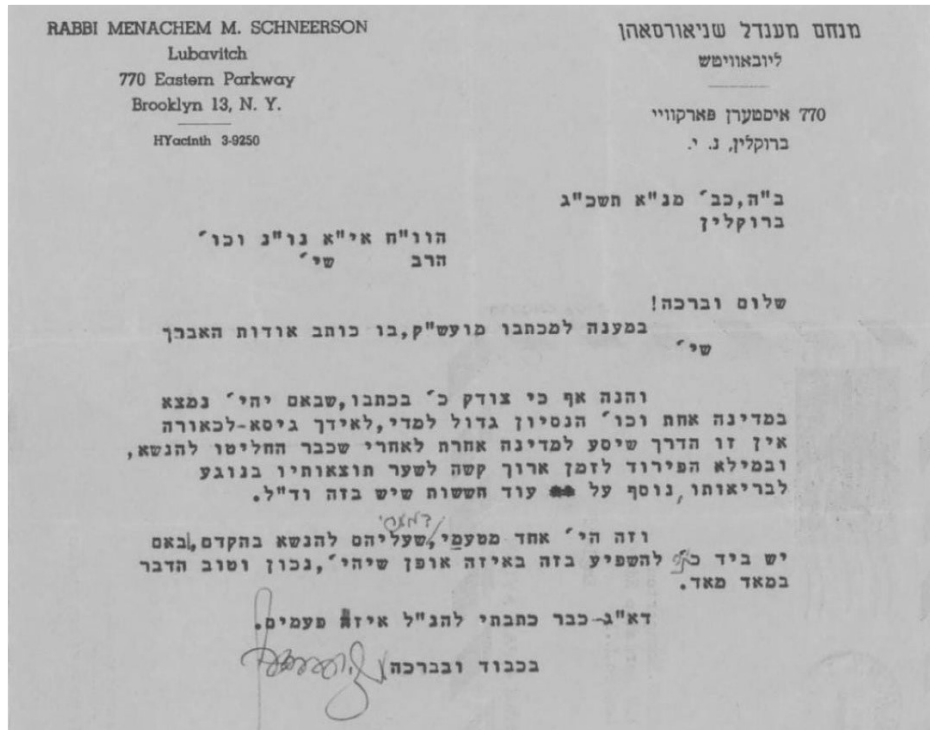 RABBI MENACHEM M. SCHNEERSON
Lubavitch
770 Eastern Parkway
Brooklyn 13, N. Y.
HYacinth 3-9250
מנחם מענדל שניאורסאהן
ליובאוויטש
770 איסטערן פארקוויי
ברוקלין, נ. י.
ב"ה, כב' מנ"א תשכ"ג
ברוקלין
הוו"ח אי"א נו"נ וכו'
הרב שי'
שלום וברכה!
במענה למכתבו מועש"ק, בו כותב אודות האברך
שי'
והנה אף כי צודק כ' בכתבו, שבאם יהי' נמצא
במדינה אחת וכו' הנסיון גדול למדי, לאידך גיסא-לכאורה
אין זו הדרך שיסע למדינה אחרת לאחרי שכבר החליטו להנשא,
ובמילא הפירוד לזמן ארוך קשה לשער תוצאותיו בנוגע
לבריאותו, נוסף על עוד חששות שיש בזה וד"ל.
וזה הי' אחד מטעמי, שעליהם להנשא בהקדם, באם
יש ביד כ' להשפיע בזה באיזה אופן שיהי', נכון וטוב הדבר
במאד מאד.
דא"ג-כבר כתבתי להנ"ל איזה פעמים.
בכבוד ובברכה